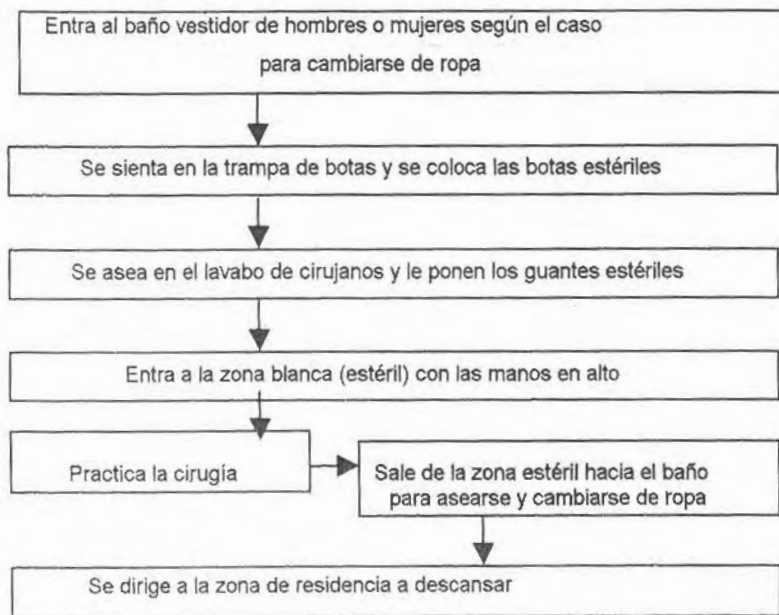 Entra al baño vestidor de hombres o mujeres según el caso
para cambiarse de ropa
Se sienta en la trampa de botas y se coloca las botas estériles
Se asea en el lavabo de cirujanos y le ponen los guantes estériles
Entra a la zona blanca (estéril) con las manos en alto
Practica la cirugía
Sale de la zona estéril hacia el baño
para asearse y cambiarse de ropa
Se dirige a la zona de residencia a descansar